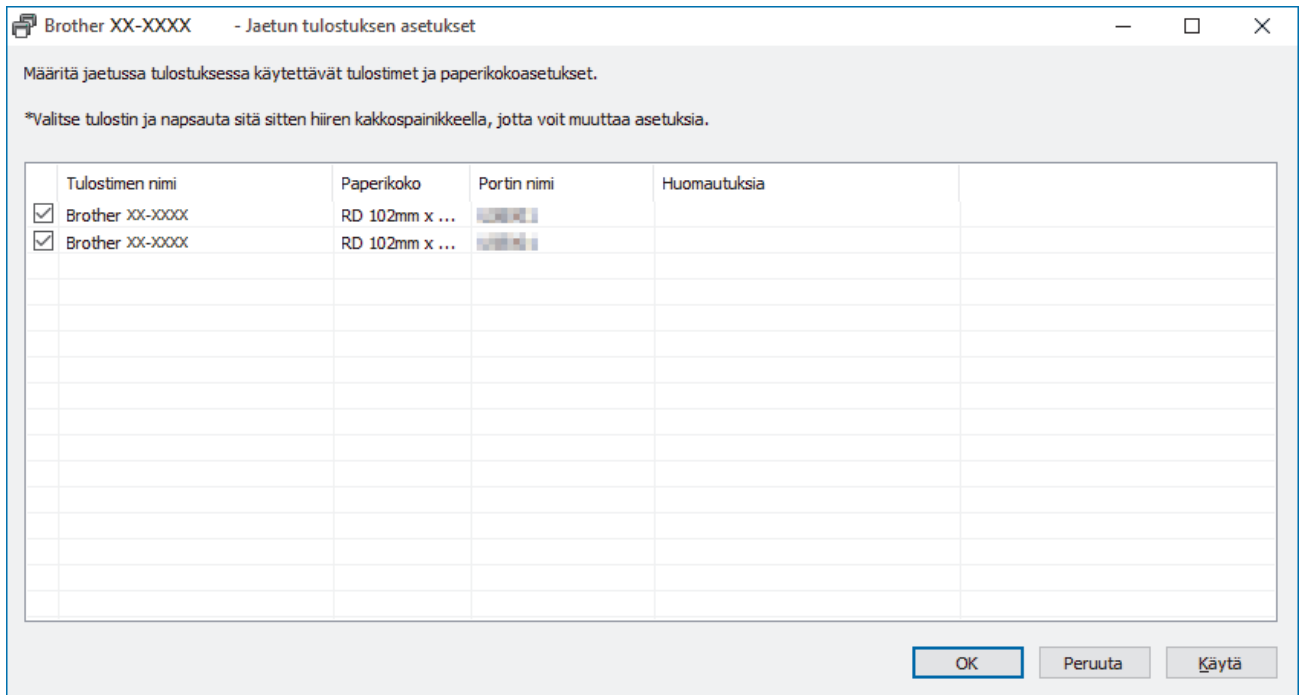 Brother XX-XXXX - Jaetun tulostuksen asetukset
Määritä jaetussa tulostuksessa käytettävät tulostimet ja paperikokoasetukset.
*Valitse tulostin ja napsauta sitä sitten hiiren kakkospainikkeella, jotta voit muuttaa asetuksia.
Tulostimen nimi Paperikoko Portin nimi Huomautuksia
Brother XX-XXXX RD 102mm x ...
Brother XX-XXXX RD 102mm x ...
OK Peruuta Käytä